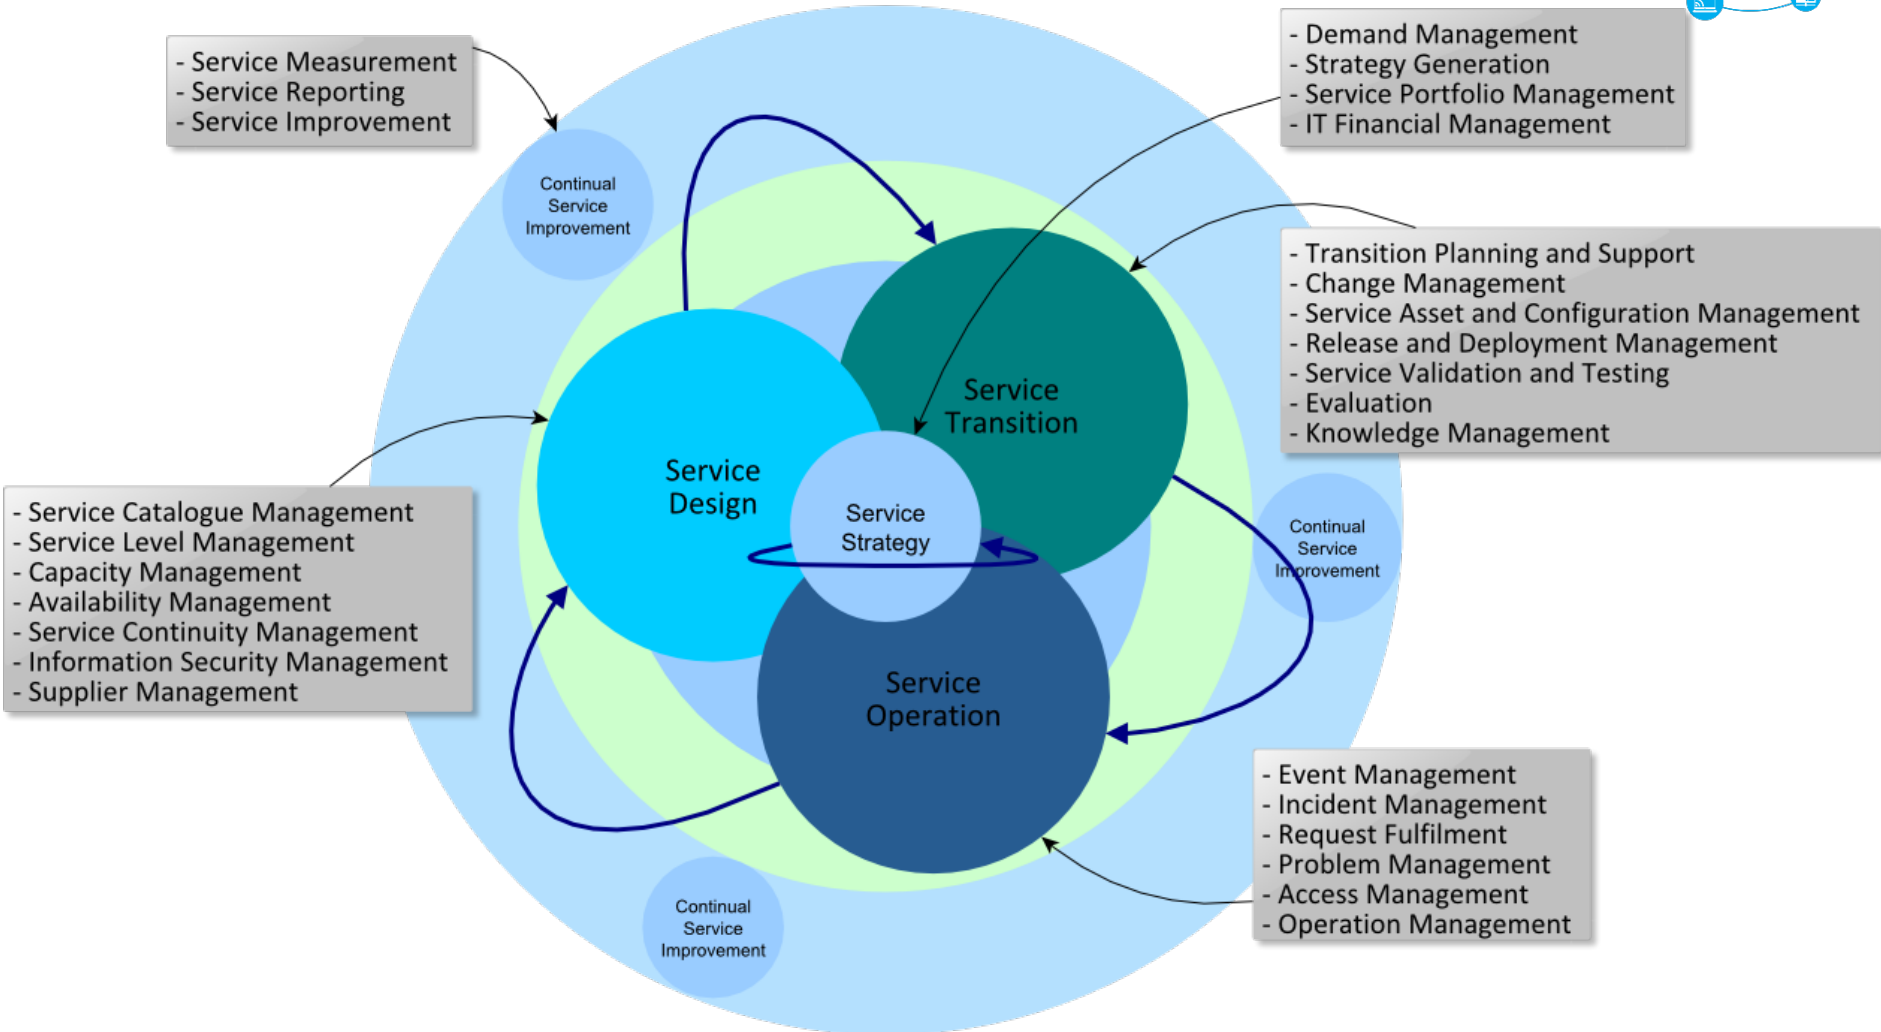 - Service Measurement
- Service Reporting
- Service Improvement
- Demand Management
- Strategy Generation
- Service Portfolio Management
- IT Financial Management
Continual
Service
Improvement
- Transition Planning and Support
- Change Management
- Service Asset and Configuration Management
- Release and Deployment Management
- Service Validation and Testing
- Evaluation
- Knowledge Management
Service
Transition
Service
Design
Service
Strategy
- Service Catalogue Management
- Service Level Management
- Capacity Management
- Availability Management
- Service Continuity Management
- Information Security Management
- Supplier Management
Continual
Service
Improvement
Service
Operation
- Event Management
- Incident Management
- Request Fulfilment
- Problem Management
- Access Management
- Operation Management
Continual
Service
Improvement